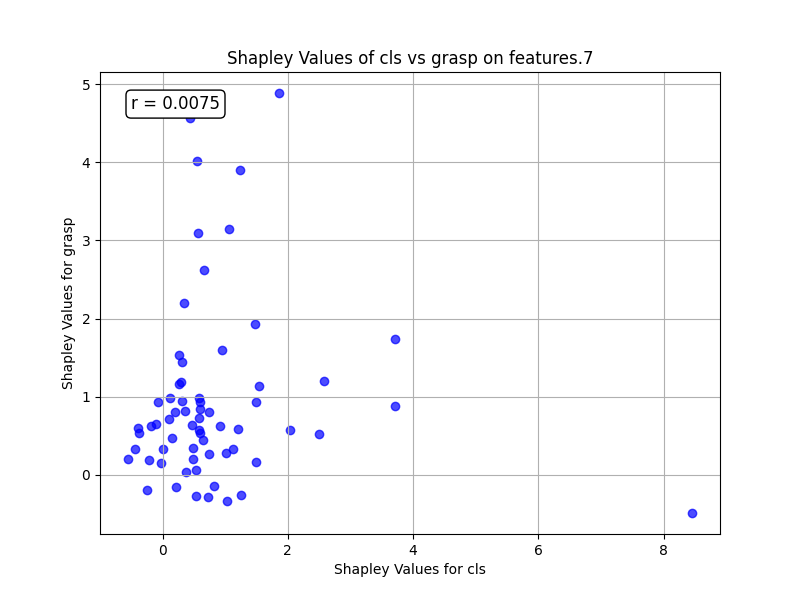 Shapley Values of cls vs grasp on features.7
r = 0.0075
5
4
3
2
1
0
Shapley Values for grasp
0
2
4
6
8
Shapley Values for cls